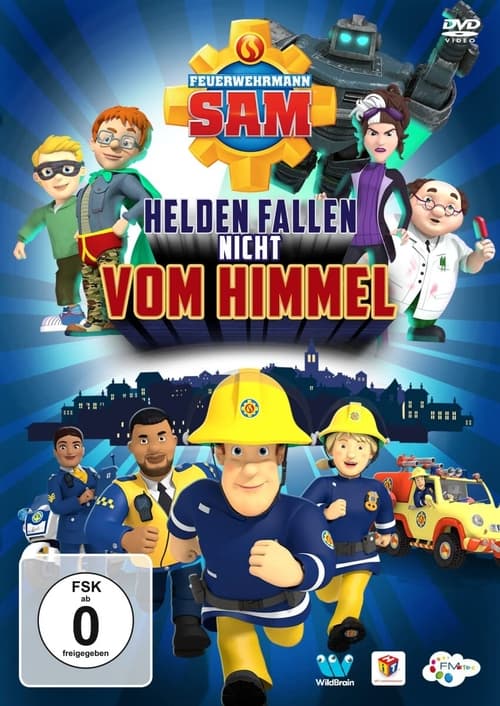 DVD
VIDEO
FEUERWEHRMANN
SAM
HELDEN FALLEN
NICHT
VOM HIMMEL
FSK
ab
0
freigegeben
WildBrain